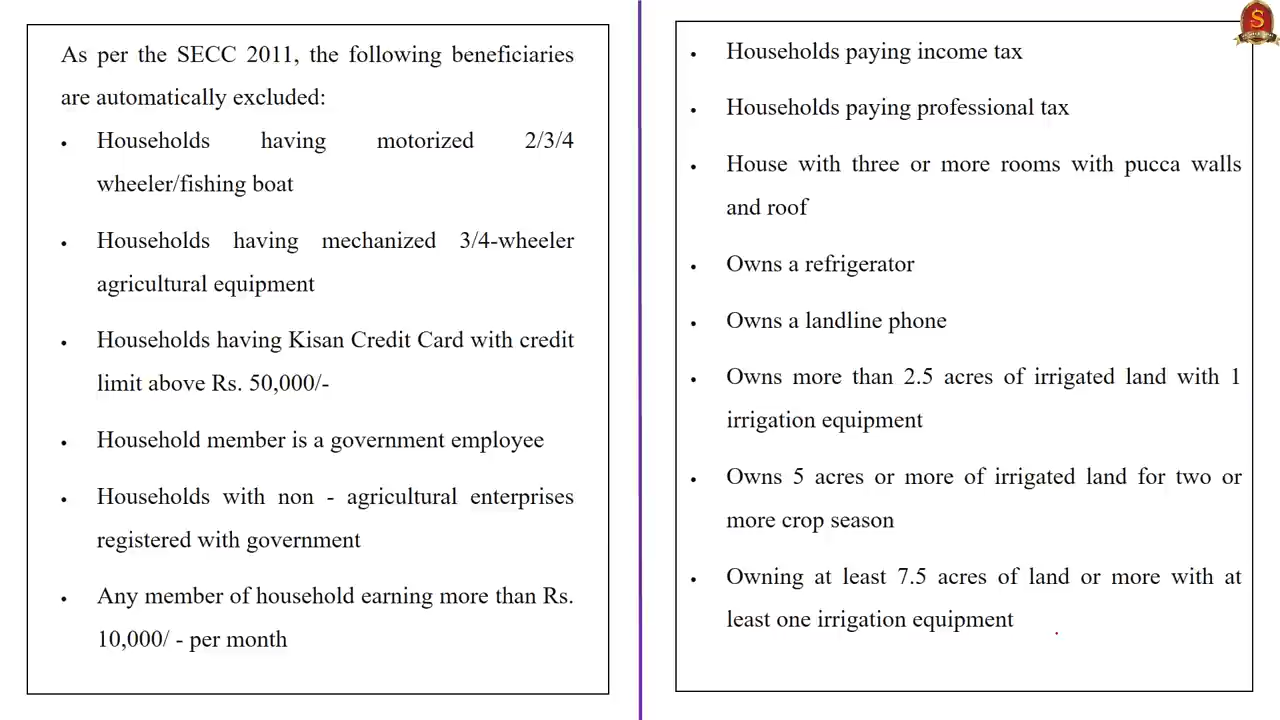 As per the SECC 2011, the following beneficiaries
are automatically excluded:
• Households having motorized 2/3/4
wheeler/fishing boat
• Households having mechanized 3/4-wheeler
agricultural equipment
• Households having Kisan Credit Card with credit
limit above Rs. 50,000/-
• Household member is a government employee
• Households with non - agricultural enterprises
registered with government
• Any member of household earning more than Rs.
10,000/ - per month
• Households paying income tax
• Households paying professional tax
• House with three or more rooms with pucca walls
and roof
• Owns a refrigerator
• Owns a landline phone
• Owns more than 2.5 acres of irrigated land with 1
irrigation equipment
• Owns 5 acres or more of irrigated land for two or
more crop season
• Owning at least 7.5 acres of land or more with at
least one irrigation equipment
S